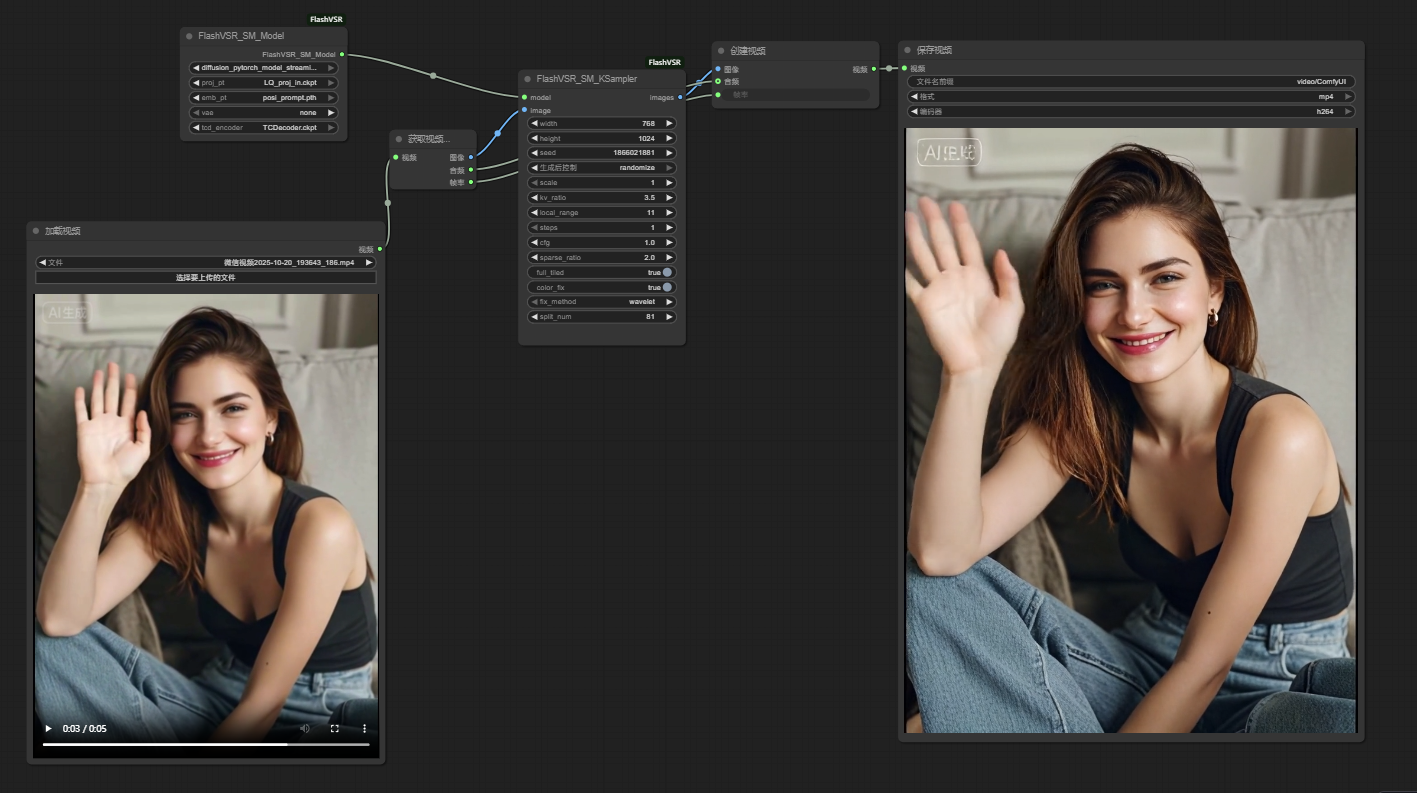 FlashVSR
FlashVSR_SM_Model
FlashVSR_SM_Model
diffusion_pytorch_model_streami...
proj_pt LQ_proj_in.ckpt
emb_pt posi_prompt.pth
vae none
tcd_encoder TCDecoder.ckpt
获取视频...
视频 图像
音频
帧率
加载视频
视频
文件 微信视频2025-10-20_193643_186.mp4
选择要上传的文件
AI生成
0:03 / 0:05
FlashVSR
FlashVSR_SM_KSampler
model images
image
width 768
height 1024
seed 1866021881
生成后控制 randomize
scale 1
kv_ratio 3.5
local_range 11
steps 1
cfg 1.0
sparse_ratio 2.0
full_tiled true
color_fix true
fix_method wavelet
split_num 81
创建视频
图像 视频
音频
帧率
保存视频
视频
文件名前缀 video/ComfyUI
格式 mp4
编码器 h264